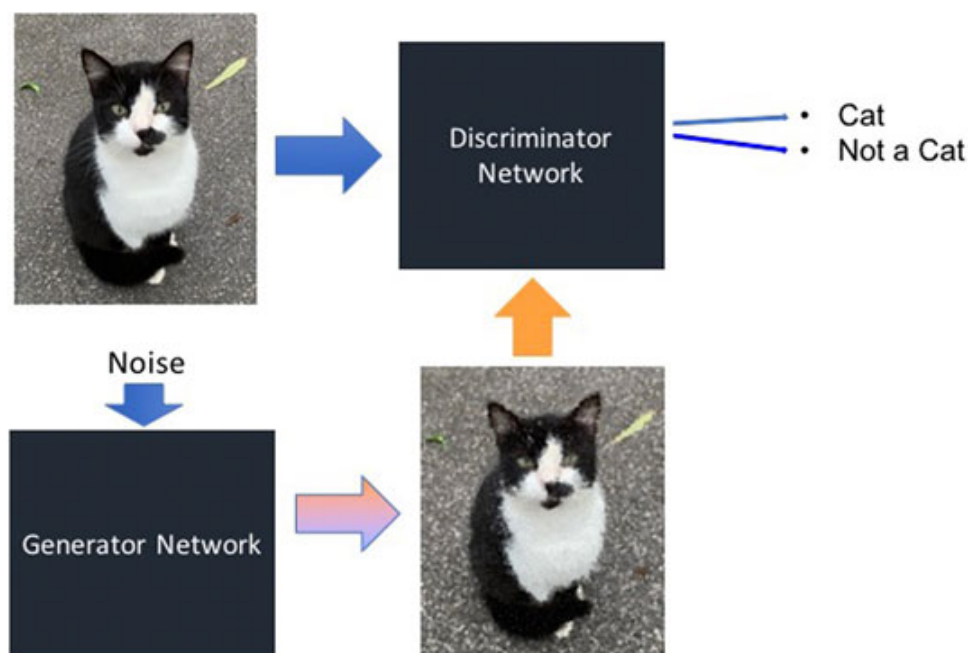 Discriminator
Network
• Cat
• Not a Cat
Noise
Generator Network